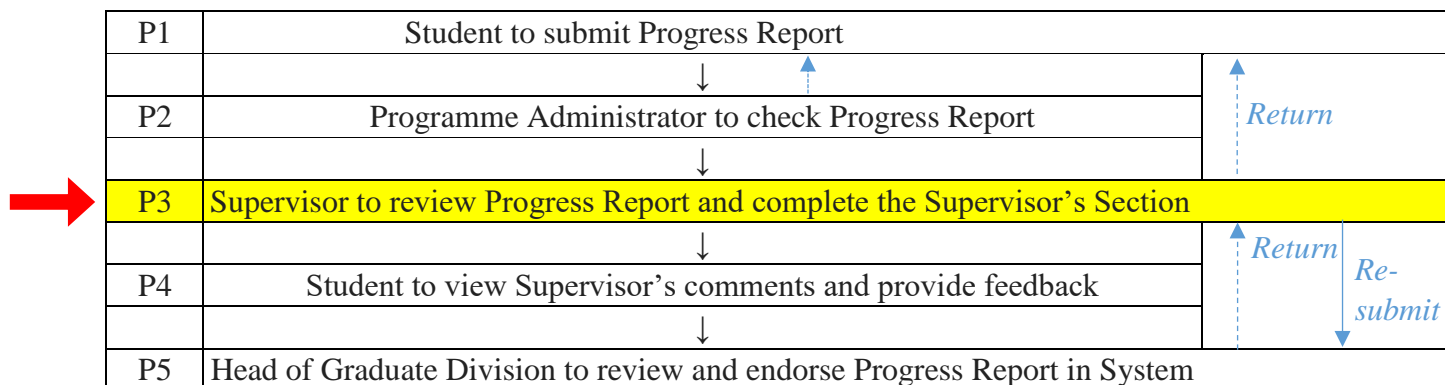 P1 Student to submit Progress Report
↓
P2 Programme Administrator to check Progress Report
Return
↓
P3 Supervisor to review Progress Report and complete the Supervisor’s Section
↓
Return
P4 Student to view Supervisor’s comments and provide feedback
Re-
submit
↓
P5 Head of Graduate Division to review and endorse Progress Report in System